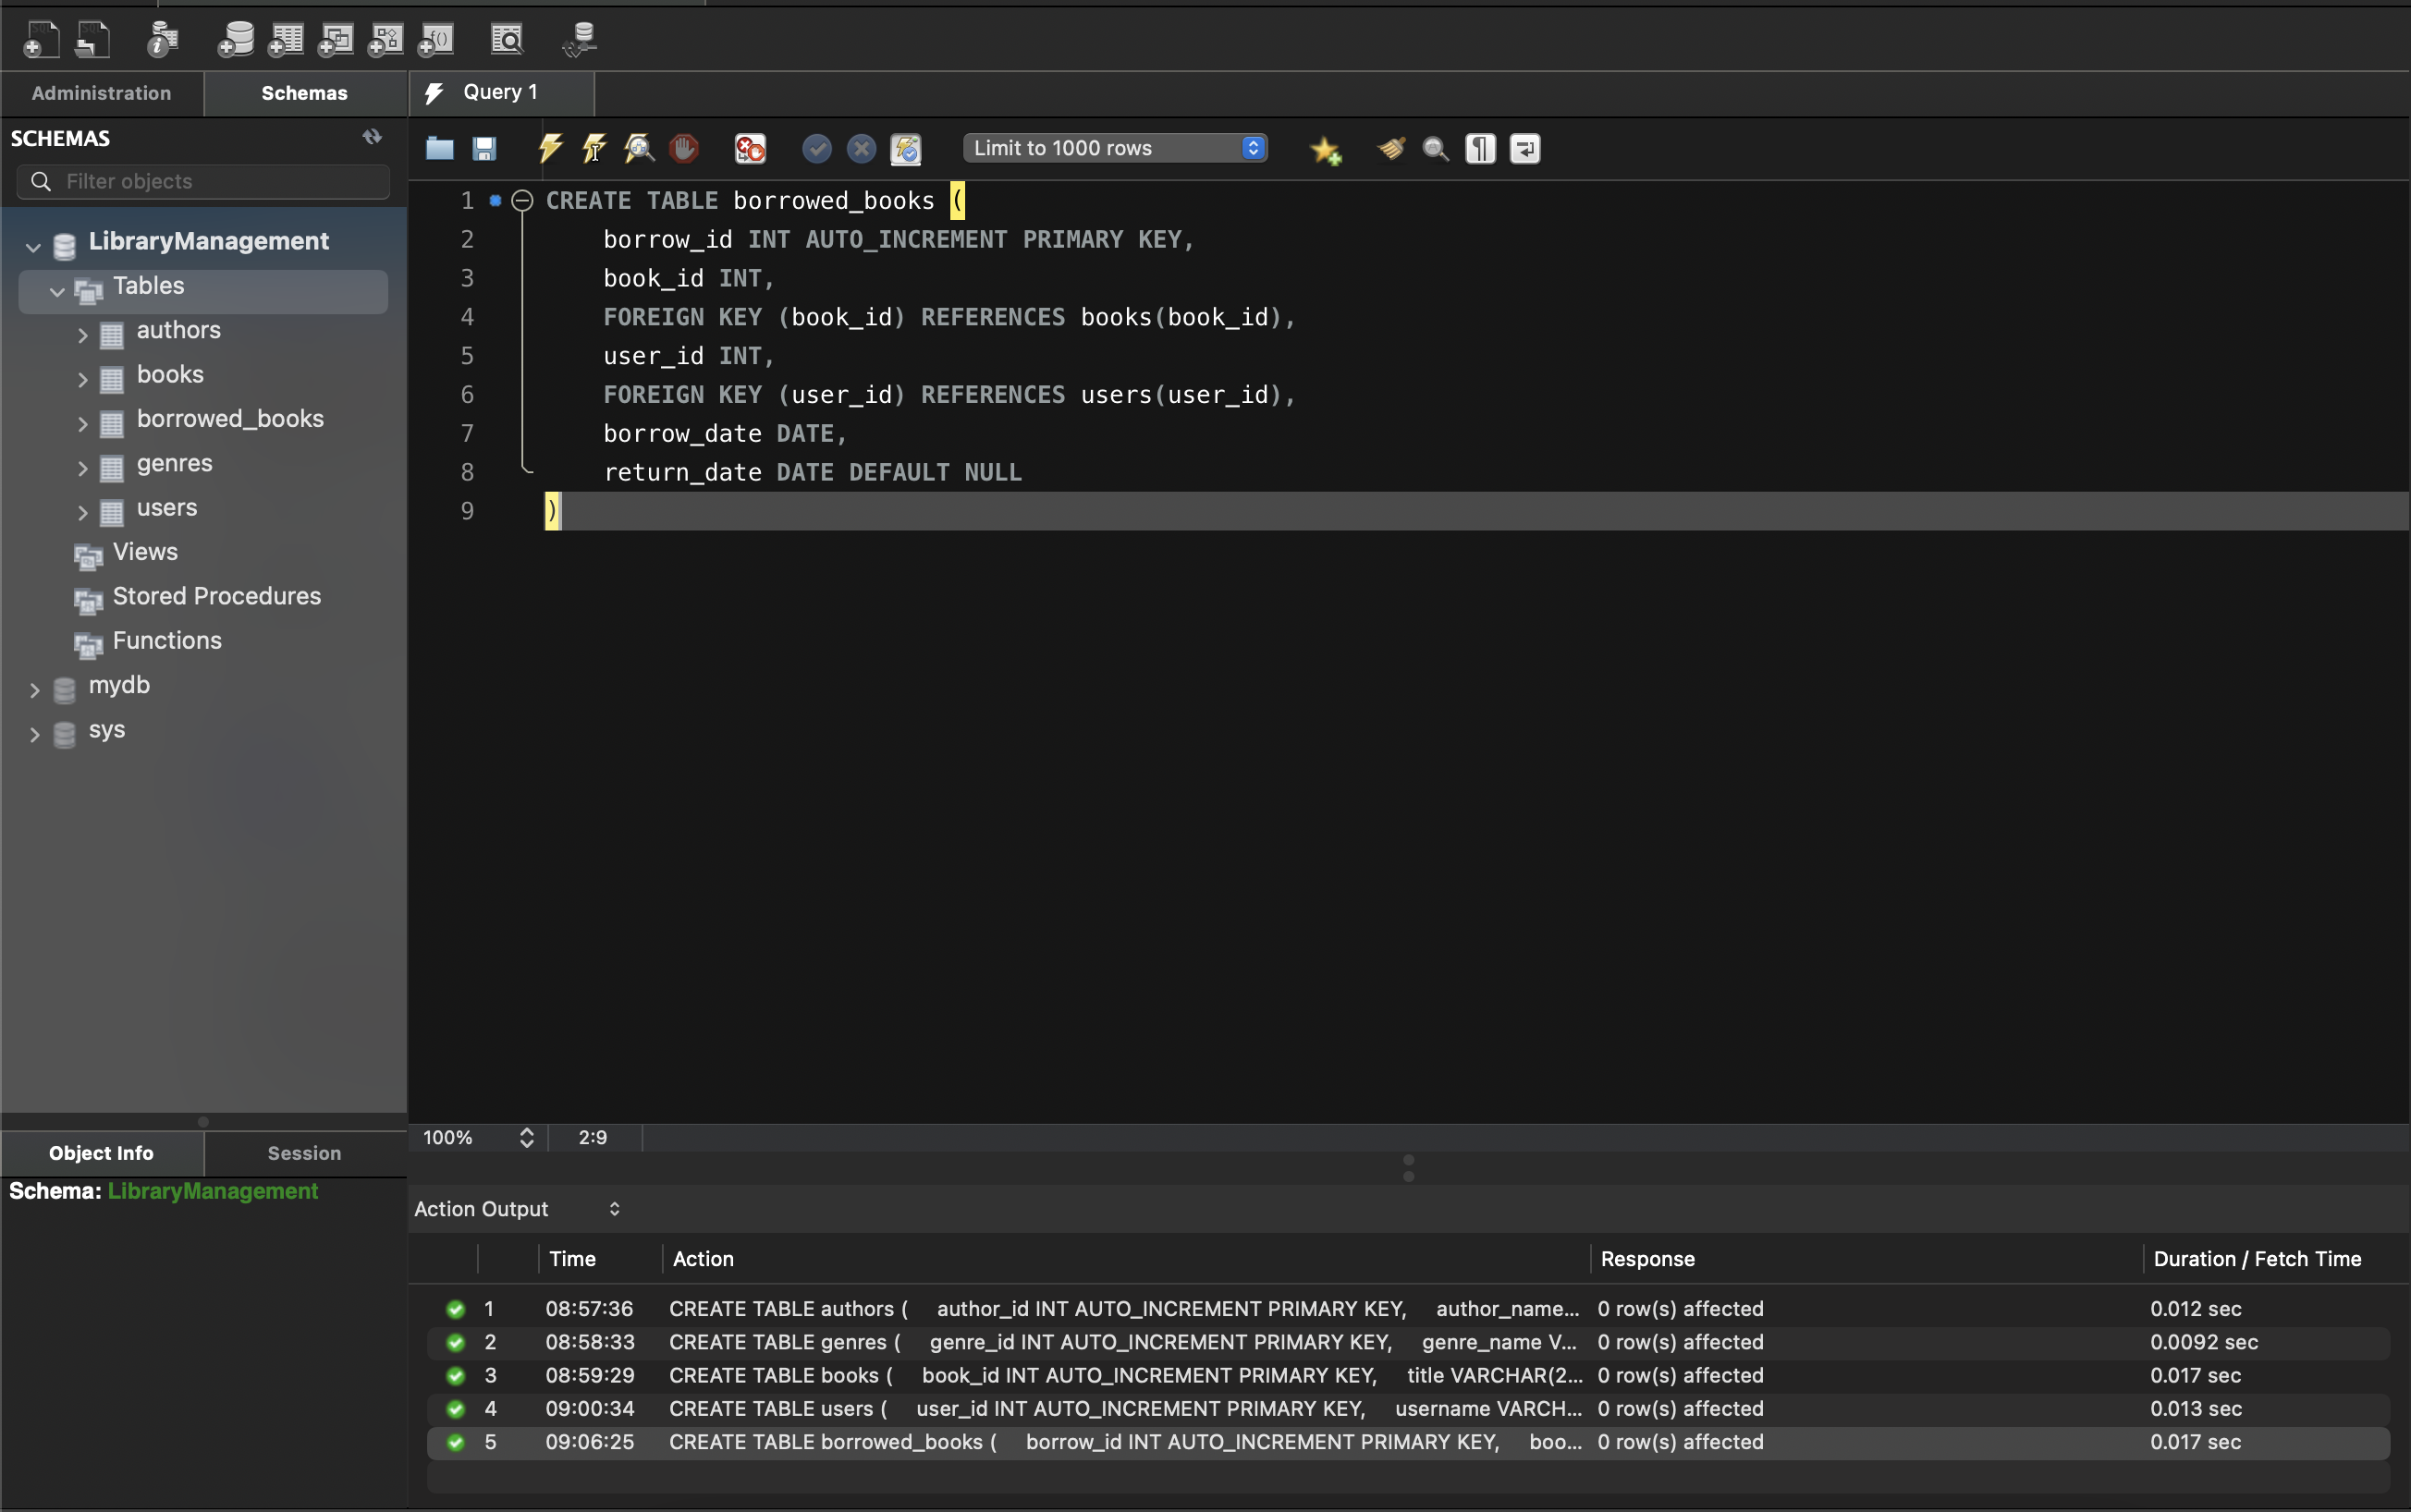 Administration
Schemas
Query 1
SCHEMAS
Filter objects
Limit to 1000 rows
LibraryManagement
Tables
authors
books
borrowed_books
genres
users
Views
Stored Procedures
Functions
mydb
sys
1 CREATE TABLE borrowed_books (
2 borrow_id INT AUTO_INCREMENT PRIMARY KEY,
3 book_id INT,
4 FOREIGN KEY (book_id) REFERENCES books(book_id),
5 user_id INT,
6 FOREIGN KEY (user_id) REFERENCES users(user_id),
7 borrow_date DATE,
8 return_date DATE DEFAULT NULL
9 )
100% 2:9
Object Info
Session
Schema: LibraryManagement
Action Output
Time Action Response Duration / Fetch Time
1 08:57:36 CREATE TABLE authors ( author_id INT AUTO_INCREMENT PRIMARY KEY, author_name... 0 row(s) affected 0.012 sec
2 08:58:33 CREATE TABLE genres ( genre_id INT AUTO_INCREMENT PRIMARY KEY, genre_name V... 0 row(s) affected 0.0092 sec
3 08:59:29 CREATE TABLE books ( book_id INT AUTO_INCREMENT PRIMARY KEY, title VARCHAR(2... 0 row(s) affected 0.017 sec
4 09:00:34 CREATE TABLE users ( user_id INT AUTO_INCREMENT PRIMARY KEY, username VARCH... 0 row(s) affected 0.013 sec
5 09:06:25 CREATE TABLE borrowed_books ( borrow_id INT AUTO_INCREMENT PRIMARY KEY, boo... 0 row(s) affected 0.017 sec